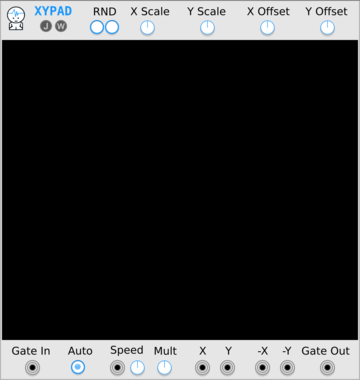 XYPAD RND X Scale Y Scale X Offset Y Offset
J W
Gate In Auto Speed Mult X Y -X -Y Gate Out